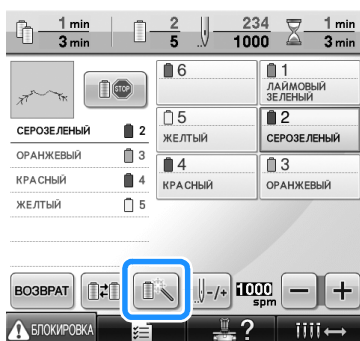 1 min
3 min
2
5
234
1000
1 min
3 min
STOP
СЕРОЗЕЛЕНЫЙ 2
ОРАНЖЕВЫЙ 3
КРАСНЫЙ 4
ЖЕЛТЫЙ 5
6
1
ЛАЙМОВЫЙ
ЗЕЛЕНЫЙ
5
ЖЕЛТЫЙ
2
СЕРОЗЕЛЕНЫЙ
4
КРАСНЫЙ
3
ОРАНЖЕВЫЙ
ВОЗВРАТ
-/+
1000
spm
− +
БЛОКИРОВКА
?